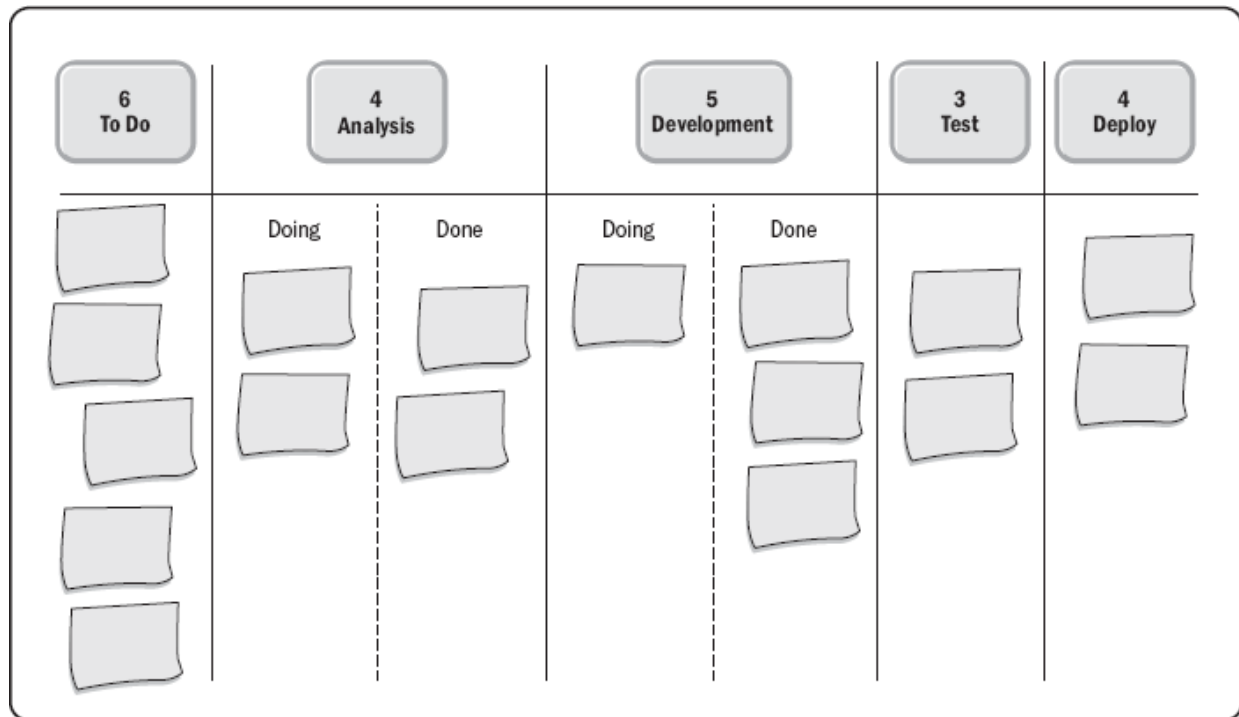 6
To Do
4
Analysis
5
Development
3
Test
4
Deploy
Doing
Done
Doing
Done